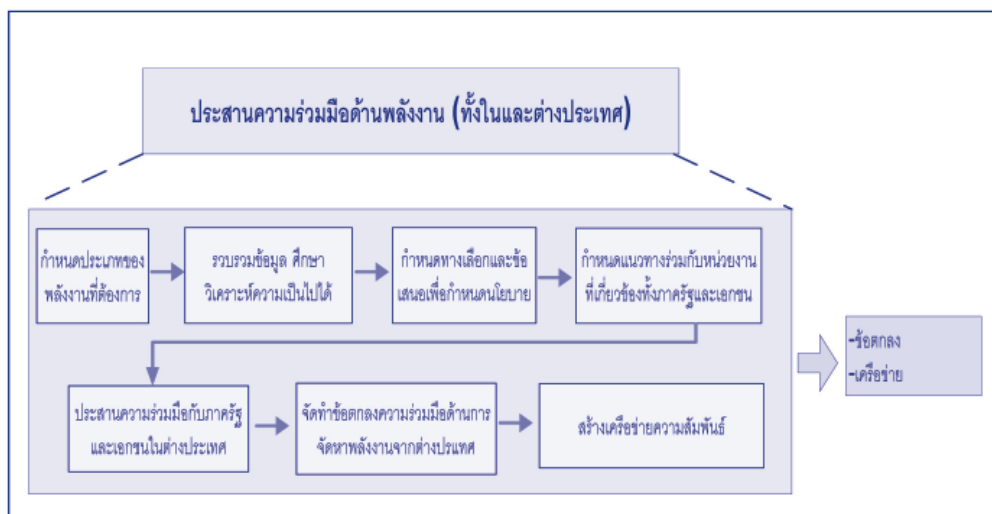 ประสานความร่วมมือด้านพลังงาน (ทั้งในและต่างประเทศ)
กำหนดประเภทของ
พลังงานที่ต้องการ
รวบรวมข้อมูล ศึกษา
วิเคราะห์ความเป็นไปได้
กำหนดทางเลือกและข้อ
เสนอเพื่อกำหนดนโยบาย
กำหนดแนวทางร่วมกับหน่วยงาน
ที่เกี่ยวข้องทั้งภาครัฐและเอกชน
ประสานความร่วมมือกับภาครัฐ
และเอกชนในต่างประเทศ
จัดทำข้อตกลงความร่วมมือด้านการ
จัดหาพลังงานจากต่างปรแทศ
สร้างเครือข่ายความสัมพันธ์
-ข้อตกลง
-เครือข่าย